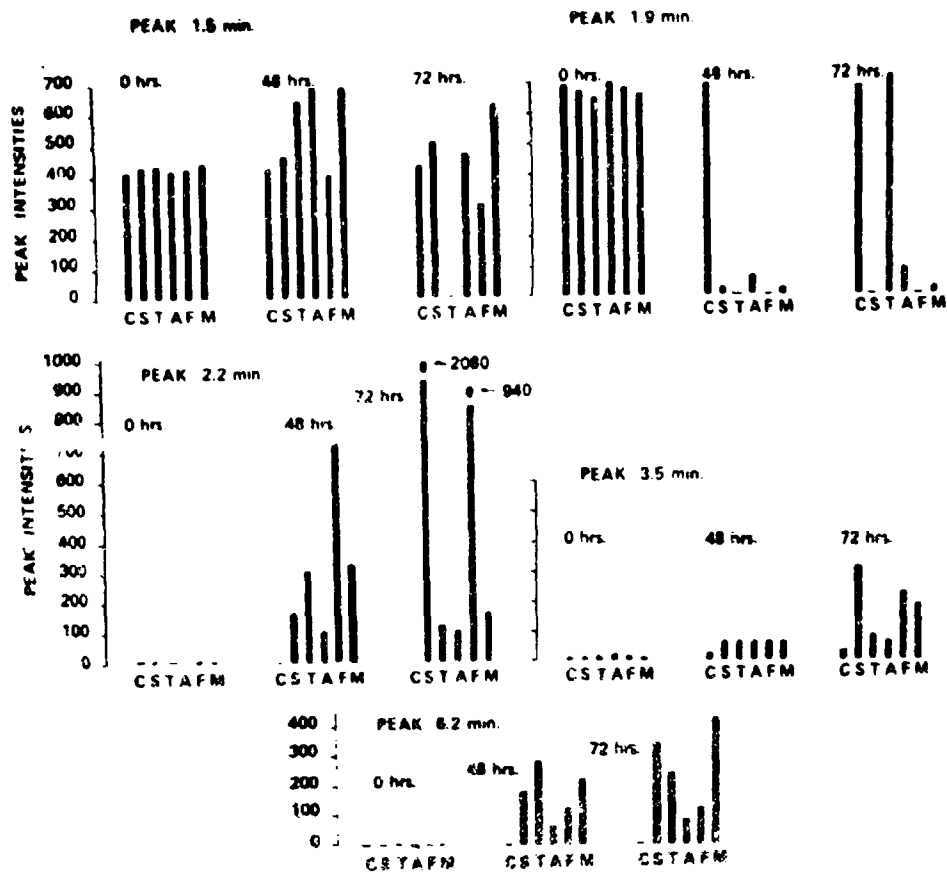 PEAK 1.6 min.
PEAK 1.9 min.
0 hrs.
48 hrs.
72 hrs.
0 hrs.
48 hrs.
72 hrs.
PEAK INTENSITIES
700
600
500
400
300
200
100
0
CSTAFM
CSTAFM
CSTAFM
CSTAFM
CSTAFM
CSTAFM
PEAK 2.2 min.
0 hrs
48 hrs.
72 hrs
~2060
~940
PEAK INTENSIT' S
1000
900
800
700
600
500
400
300
200
100
0
CSTAFM
CSTAFM
CSTAFM
PEAK 3.5 min.
0 hrs.
48 hrs.
72 hrs.
CSTAFM
CSTAFM
CSTAFM
PEAK 6.2 min.
0 hrs.
48 hrs.
72 hrs.
400
300
200
100
0
CSTAFM
CSTAFM
CSTAFM